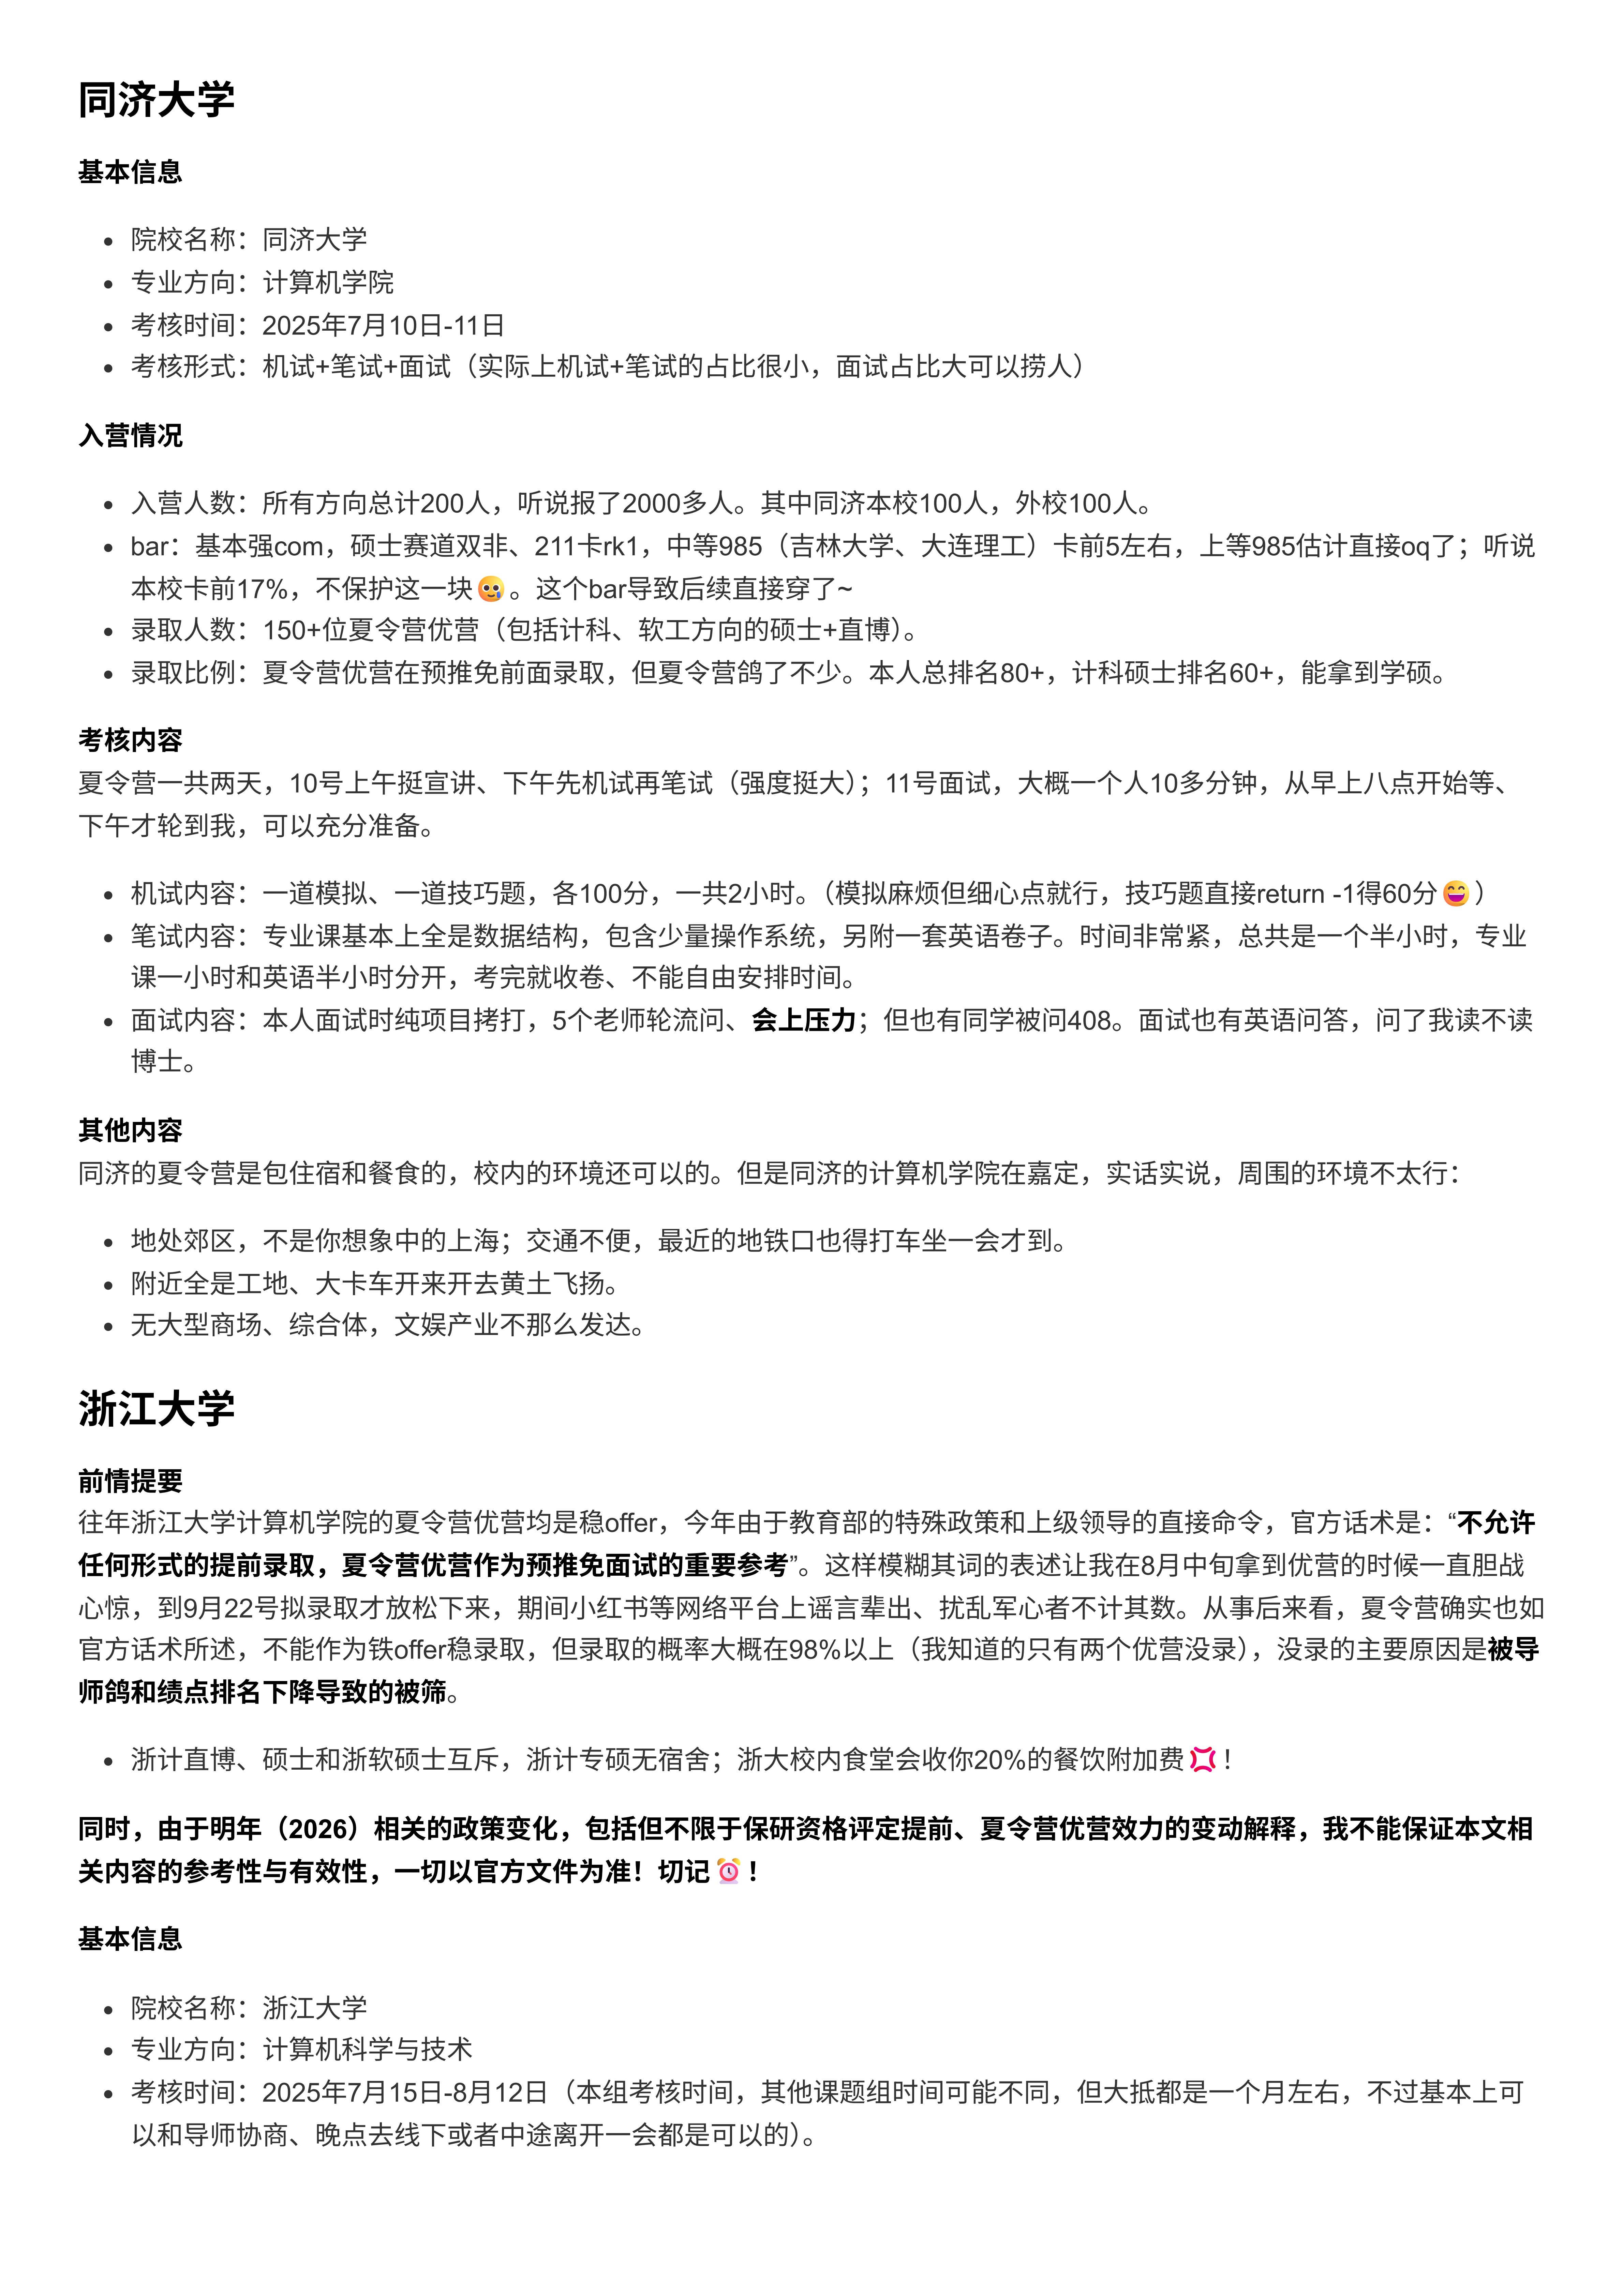 同济大学
基本信息
• 院校名称：同济大学
• 专业方向：计算机学院
• 考核时间：2025年7月10日-11日
• 考核形式：机试+笔试+面试（实际上机试+笔试的占比很小，面试占比大可以捞人）
入营情况
• 入营人数：所有方向总计200人，听说报了2000多人。其中同济本校100人，外校100人。
• bar：基本强com，硕士赛道双非、211卡rk1，中等985（吉林大学、大连理工）卡前5左右，上等985估计直接oq了；听说
本校卡前17%，不保护这一块🥹。这个bar导致后续直接穿了~
• 录取人数：150+位夏令营优营（包括计科、软工方向的硕士+直博）。
• 录取比例：夏令营优营在预推免前面录取，但夏令营鸽了不少。本人总排名80+，计科硕士排名60+，能拿到学硕。
考核内容
夏令营一共两天，10号上午挺宣讲、下午先机试再笔试（强度挺大）；11号面试，大概一个人10多分钟，从早上八点开始等、
下午才轮到我，可以充分准备。
• 机试内容：一道模拟、一道技巧题，各100分，一共2小时。（模拟麻烦但细心点就行，技巧题直接return -1得60分😄）
• 笔试内容：专业课基本上全是数据结构，包含少量操作系统，另附一套英语卷子。时间非常紧，总共是一个半小时，专业
课一小时和英语半小时分开，考完就收卷、不能自由安排时间。
• 面试内容：本人面试时纯项目拷打，5个老师轮流问、会上压力；但也有同学被问408。面试也有英语问答，问了我读不读
博士。
其他内容
同济的夏令营是包住宿和餐食的，校内的环境还可以的。但是同济的计算机学院在嘉定，实话实说，周围的环境不太行：
• 地处郊区，不是你想象中的上海；交通不便，最近的地铁口也得打车坐一会才到。
• 附近全是工地、大卡车开来开去黄土飞扬。
• 无大型商场、综合体，文娱产业不那么发达。
浙江大学
前情提要
往年浙江大学计算机学院的夏令营优营均是稳offer，今年由于教育部的特殊政策和上级领导的直接命令，官方话术是：“不允许
任何形式的提前录取，夏令营优营作为预推免面试的重要参考”。这样模糊其词的表述让我在8月中旬拿到优营的时候一直胆战
心惊，到9月22号拟录取才放松下来，期间小红书等网络平台上谣言辈出、扰乱军心者不计其数。从事后来看，夏令营确实也如
官方话术所述，不能作为铁offer稳录取，但录取的概率大概在98%以上（我知道的只有两个优营没录），没录的主要原因是被导
师鸽和绩点排名下降导致的被筛。
• 浙计直博、硕士和浙软硕士互斥，浙计专硕无宿舍；浙大校内食堂会收你20%的餐饮附加费💢！
同时，由于明年（2026）相关的政策变化，包括但不限于保研资格评定提前、夏令营优营效力的变动解释，我不能保证本文相
关内容的参考性与有效性，一切以官方文件为准！切记⏰！
基本信息
• 院校名称：浙江大学
• 专业方向：计算机科学与技术
• 考核时间：2025年7月15日-8月12日（本组考核时间，其他课题组时间可能不同，但大抵都是一个月左右，不过基本上可
以和导师协商、晚点去线下或者中途离开一会都是可以的）。